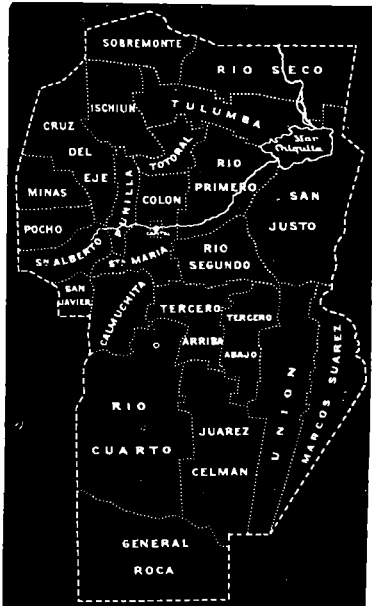 SOBREMONTE
RIO SECO
ISCHIUN
TULUMBA
CRUZ
DEL
EJE
Mar
Chiquita
TOTORAL
RIO
PRIMERO
PUNILLA
MINAS
COLON
SAN
JUSTO
POCHO
Sn ALBERTO
Sta MARIA
RIO
SEGUNDO
SAN
JAVIER
CALMUCHITA
TERCERO
ARRIBA
TERCERO
ABAJO
UNION
MARCOS SUAREZ
RIO
CUARTO
JUAREZ
CELMAN
GENERAL
ROCA